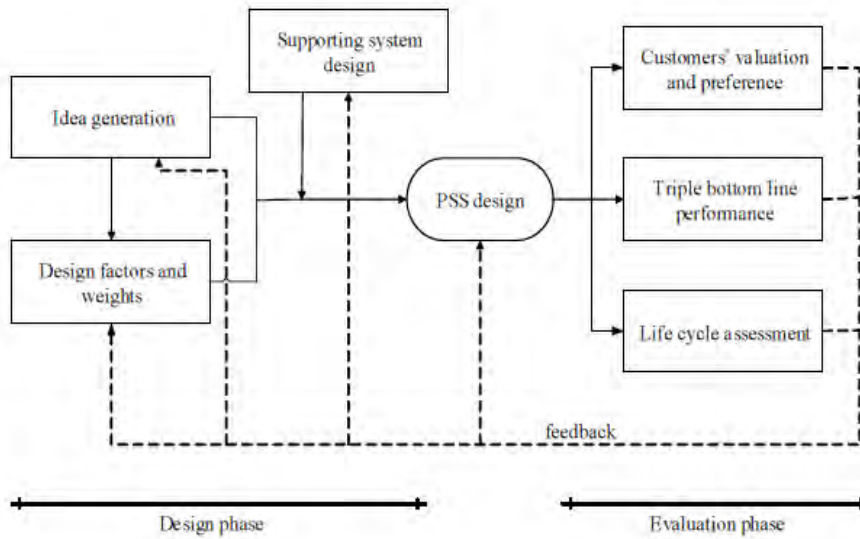 Supporting system
design
Customers' valuation
and preference
Idea generation
PSS design
Triple bottom line
performance
Design factors and
weights
Life cycle assessment
feedback
Design phase
Evaluation phase